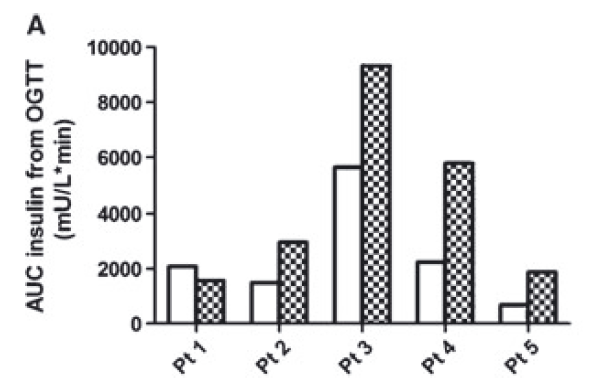 A
AUC insulin from OGTT
(mU/L*min)
10000
8000
6000
4000
2000
0
Pt 1
Pt 2
Pt 3
Pt 4
Pt 5